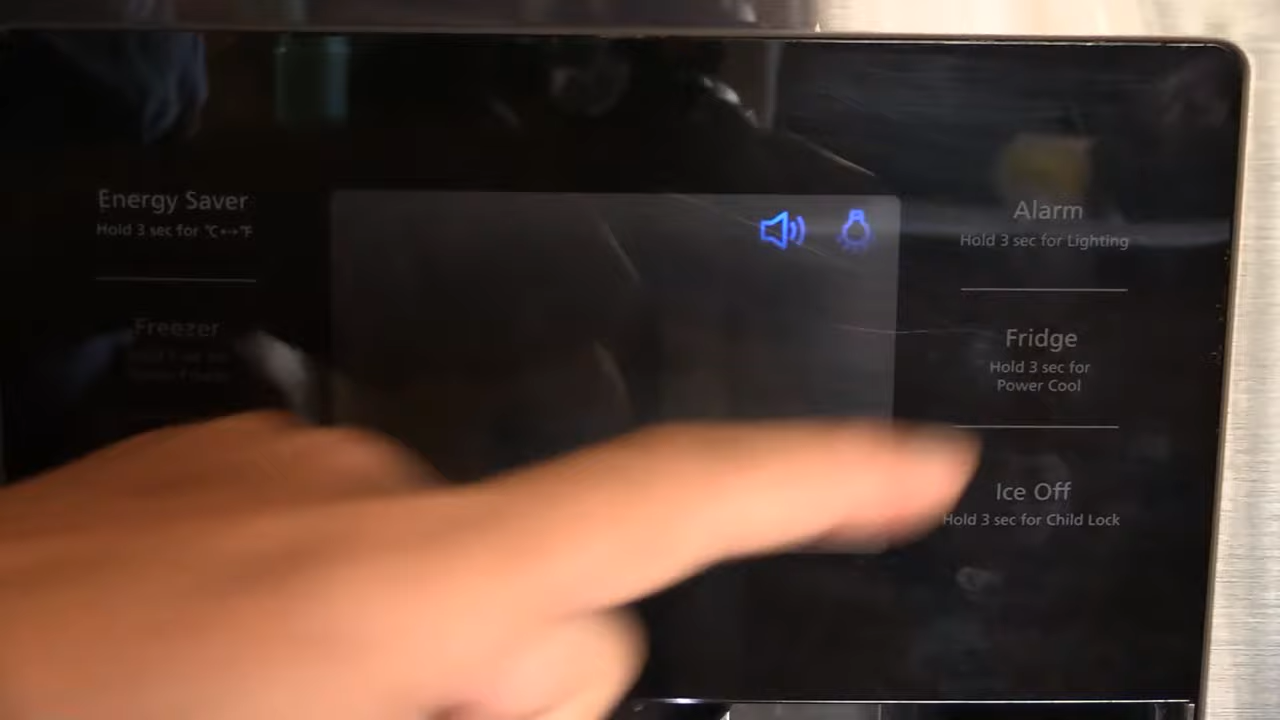 Energy Saver
Hold 3 sec for °C↔°F
Freezer
Alarm
Hold 3 sec for Lighting
Fridge
Hold 3 sec for
Power Cool
Ice Off
Hold 3 sec for Child Lock